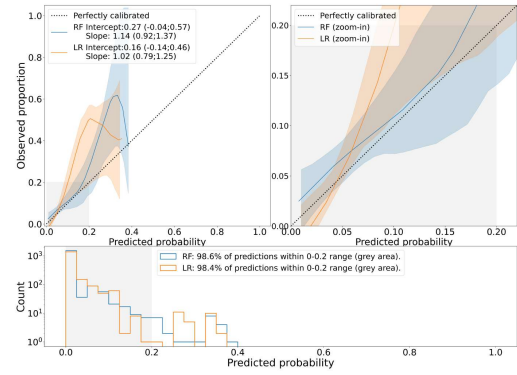 Perfectly calibrated
RF Intercept:0.27 (-0.04;0.57)
Slope: 1.14 (0.92;1.37)
LR Intercept:0.16 (-0.14;0.46)
Slope: 1.02 (0.79;1.25)
Observed proportion
1.0
0.8
0.6
0.4
0.2
0.0
0.0 0.2 0.4 0.6 0.8 1.0
Predicted probability
Perfectly calibrated
RF (zoom-in)
LR (zoom-in)
0.20
0.15
0.10
0.05
0.00
0.00 0.05 0.10 0.15 0.20
Predicted probability
RF: 98.6% of predictions within 0-0.2 range (grey area).
LR: 98.4% of predictions within 0-0.2 range (grey area).
Count
10³
10²
10¹
10⁰
0.0 0.2 0.4 0.6 0.8 1.0
Predicted probability